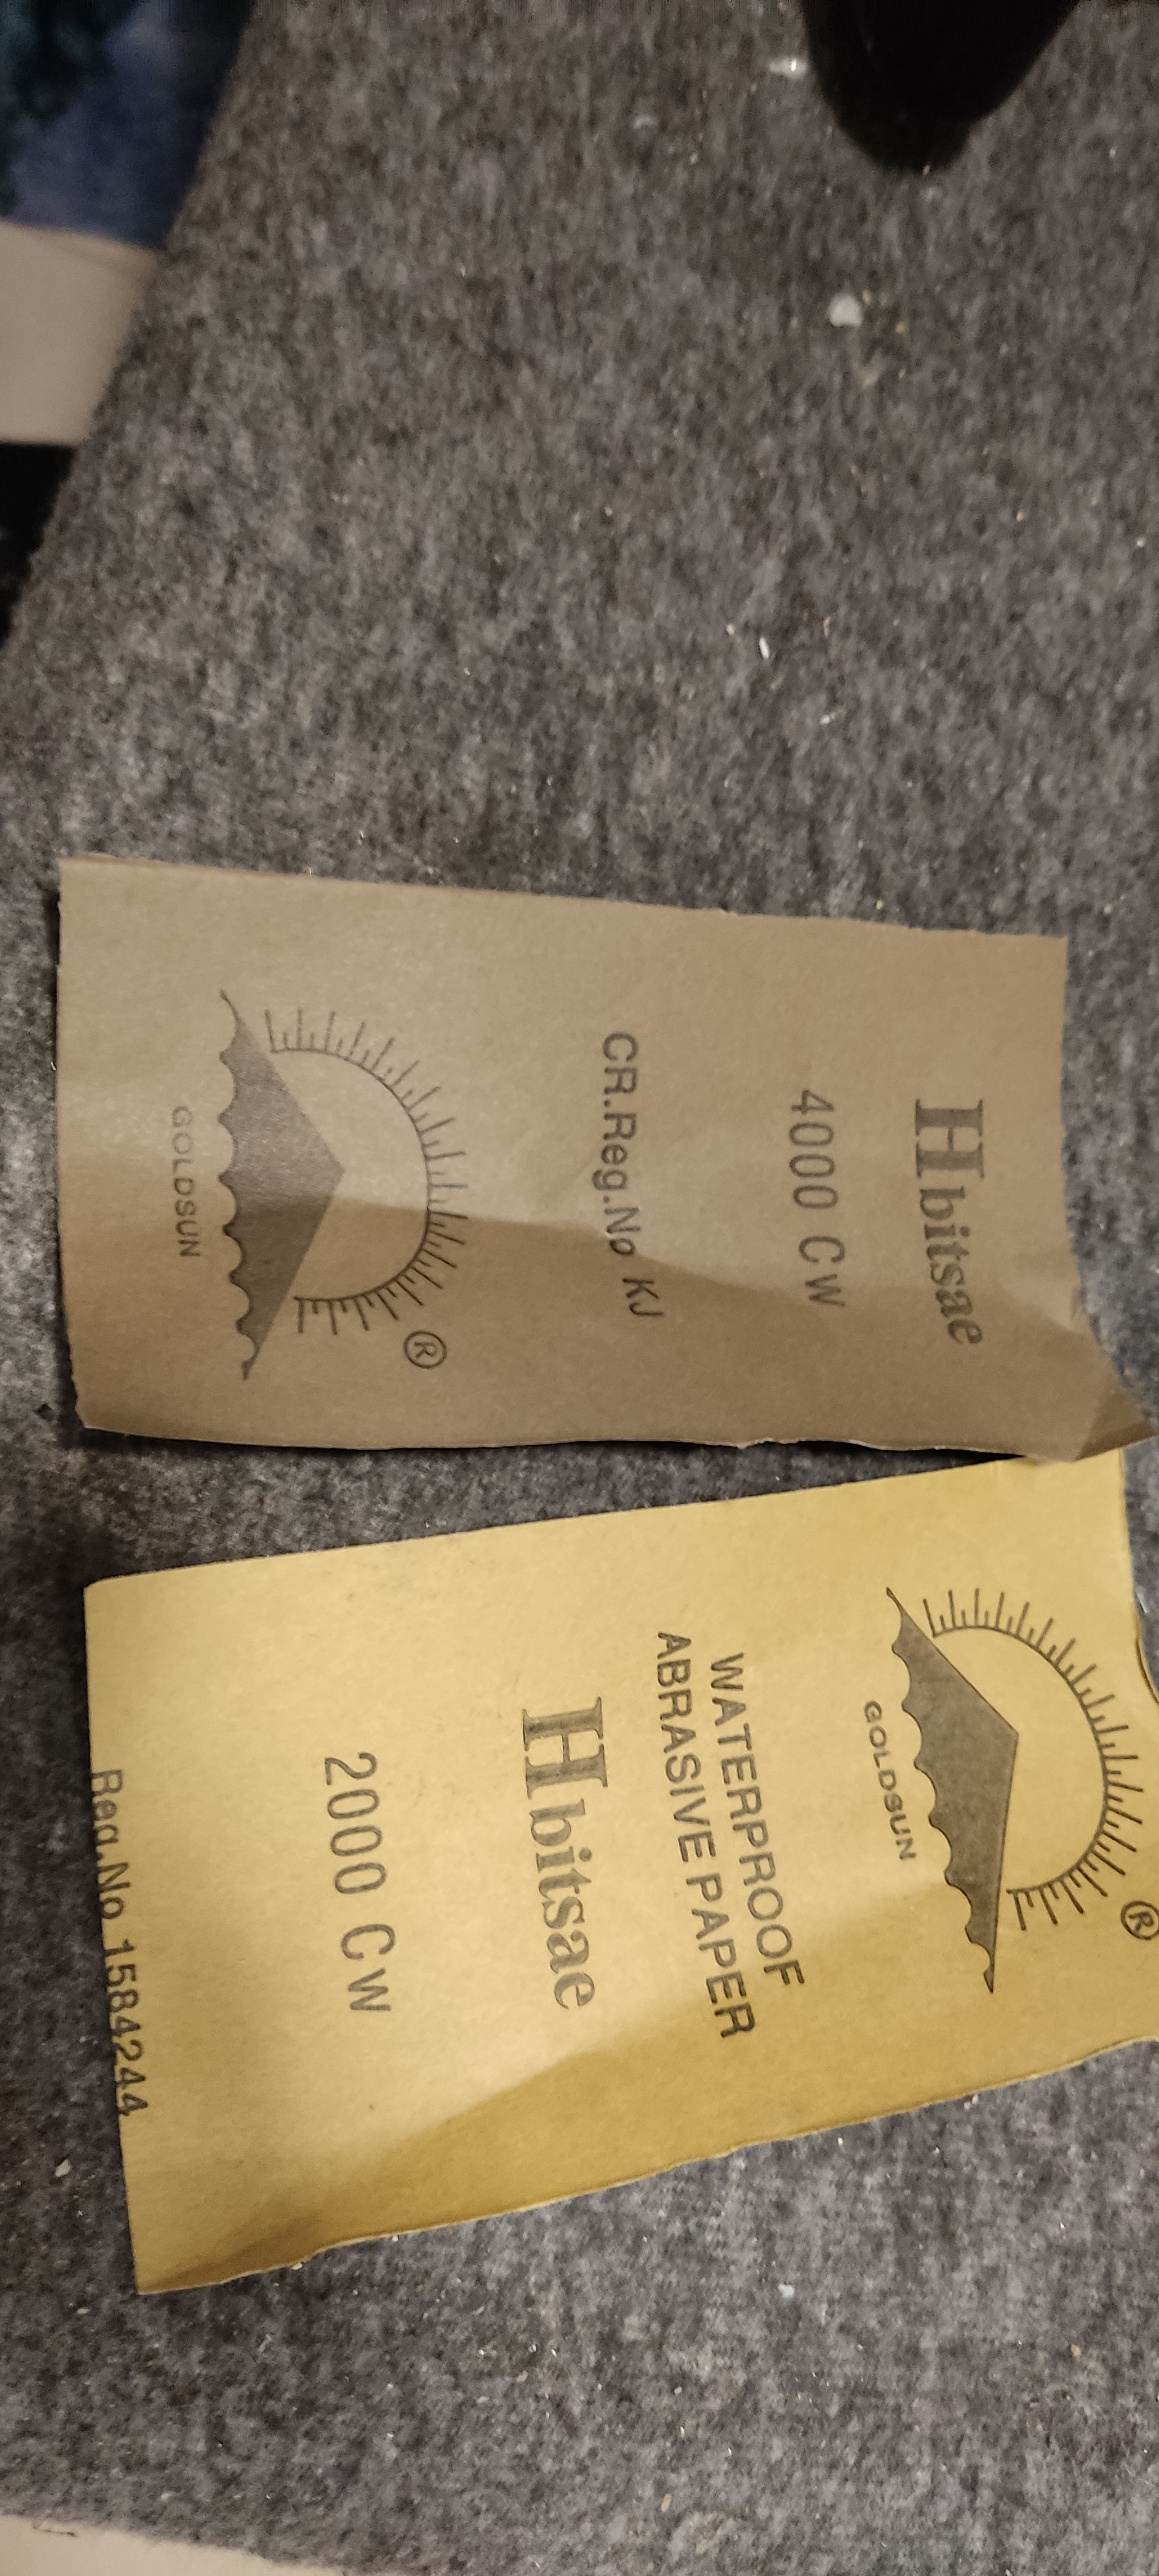 Hbitsae
4000 CW
CR.Reg.No KJ
®
GOLDSUN
®
GOLDSUN
WATERPROOF
ABRASIVE PAPER
Hbitsae
2000 CW
Reg.No 1584244